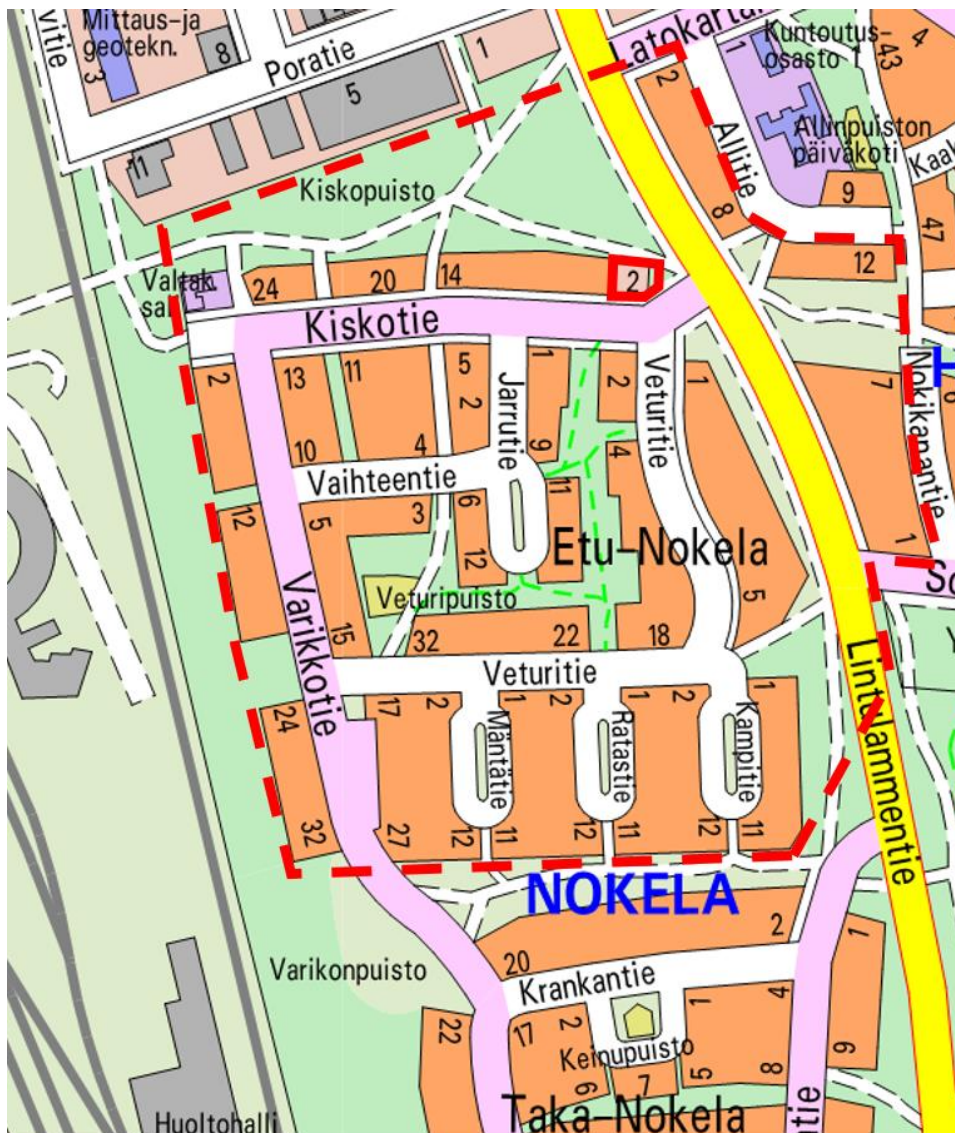 vitie
Mittaus-ja
geotekn.
3
8
Poratie
1
5
11
Latokartan
Kuntoutus-
osasto 1
1
43
4
2
Allitie
Allinpuiston
päiväkoti
Kaak
9
8
47
12
Kiskopuisto
Valtak.
sal
24
20
14
2
Kiskotie
2
13
11
5
2
1
Jarrutie
2
Veturitie
1
7
Nokikanantie
10
4
9
4
Vaihteentie
6
11
12
5
3
Etu-Nokela
1
12
5
Veturipuisto
Varikkotie
15
32
22
18
Veturitie
24
17
2
1
2
1
2
1
Mäntätie
Ratastie
Kampitie
Lintulammentie
32
27
12
11
12
11
12
11
NOKELA
2
1
Varikonpuisto
20
Krankantie
22
17
2
1
4
Keinupuisto
6
7
5
8
9
Huoltohalli
Taka-Nokela
tie